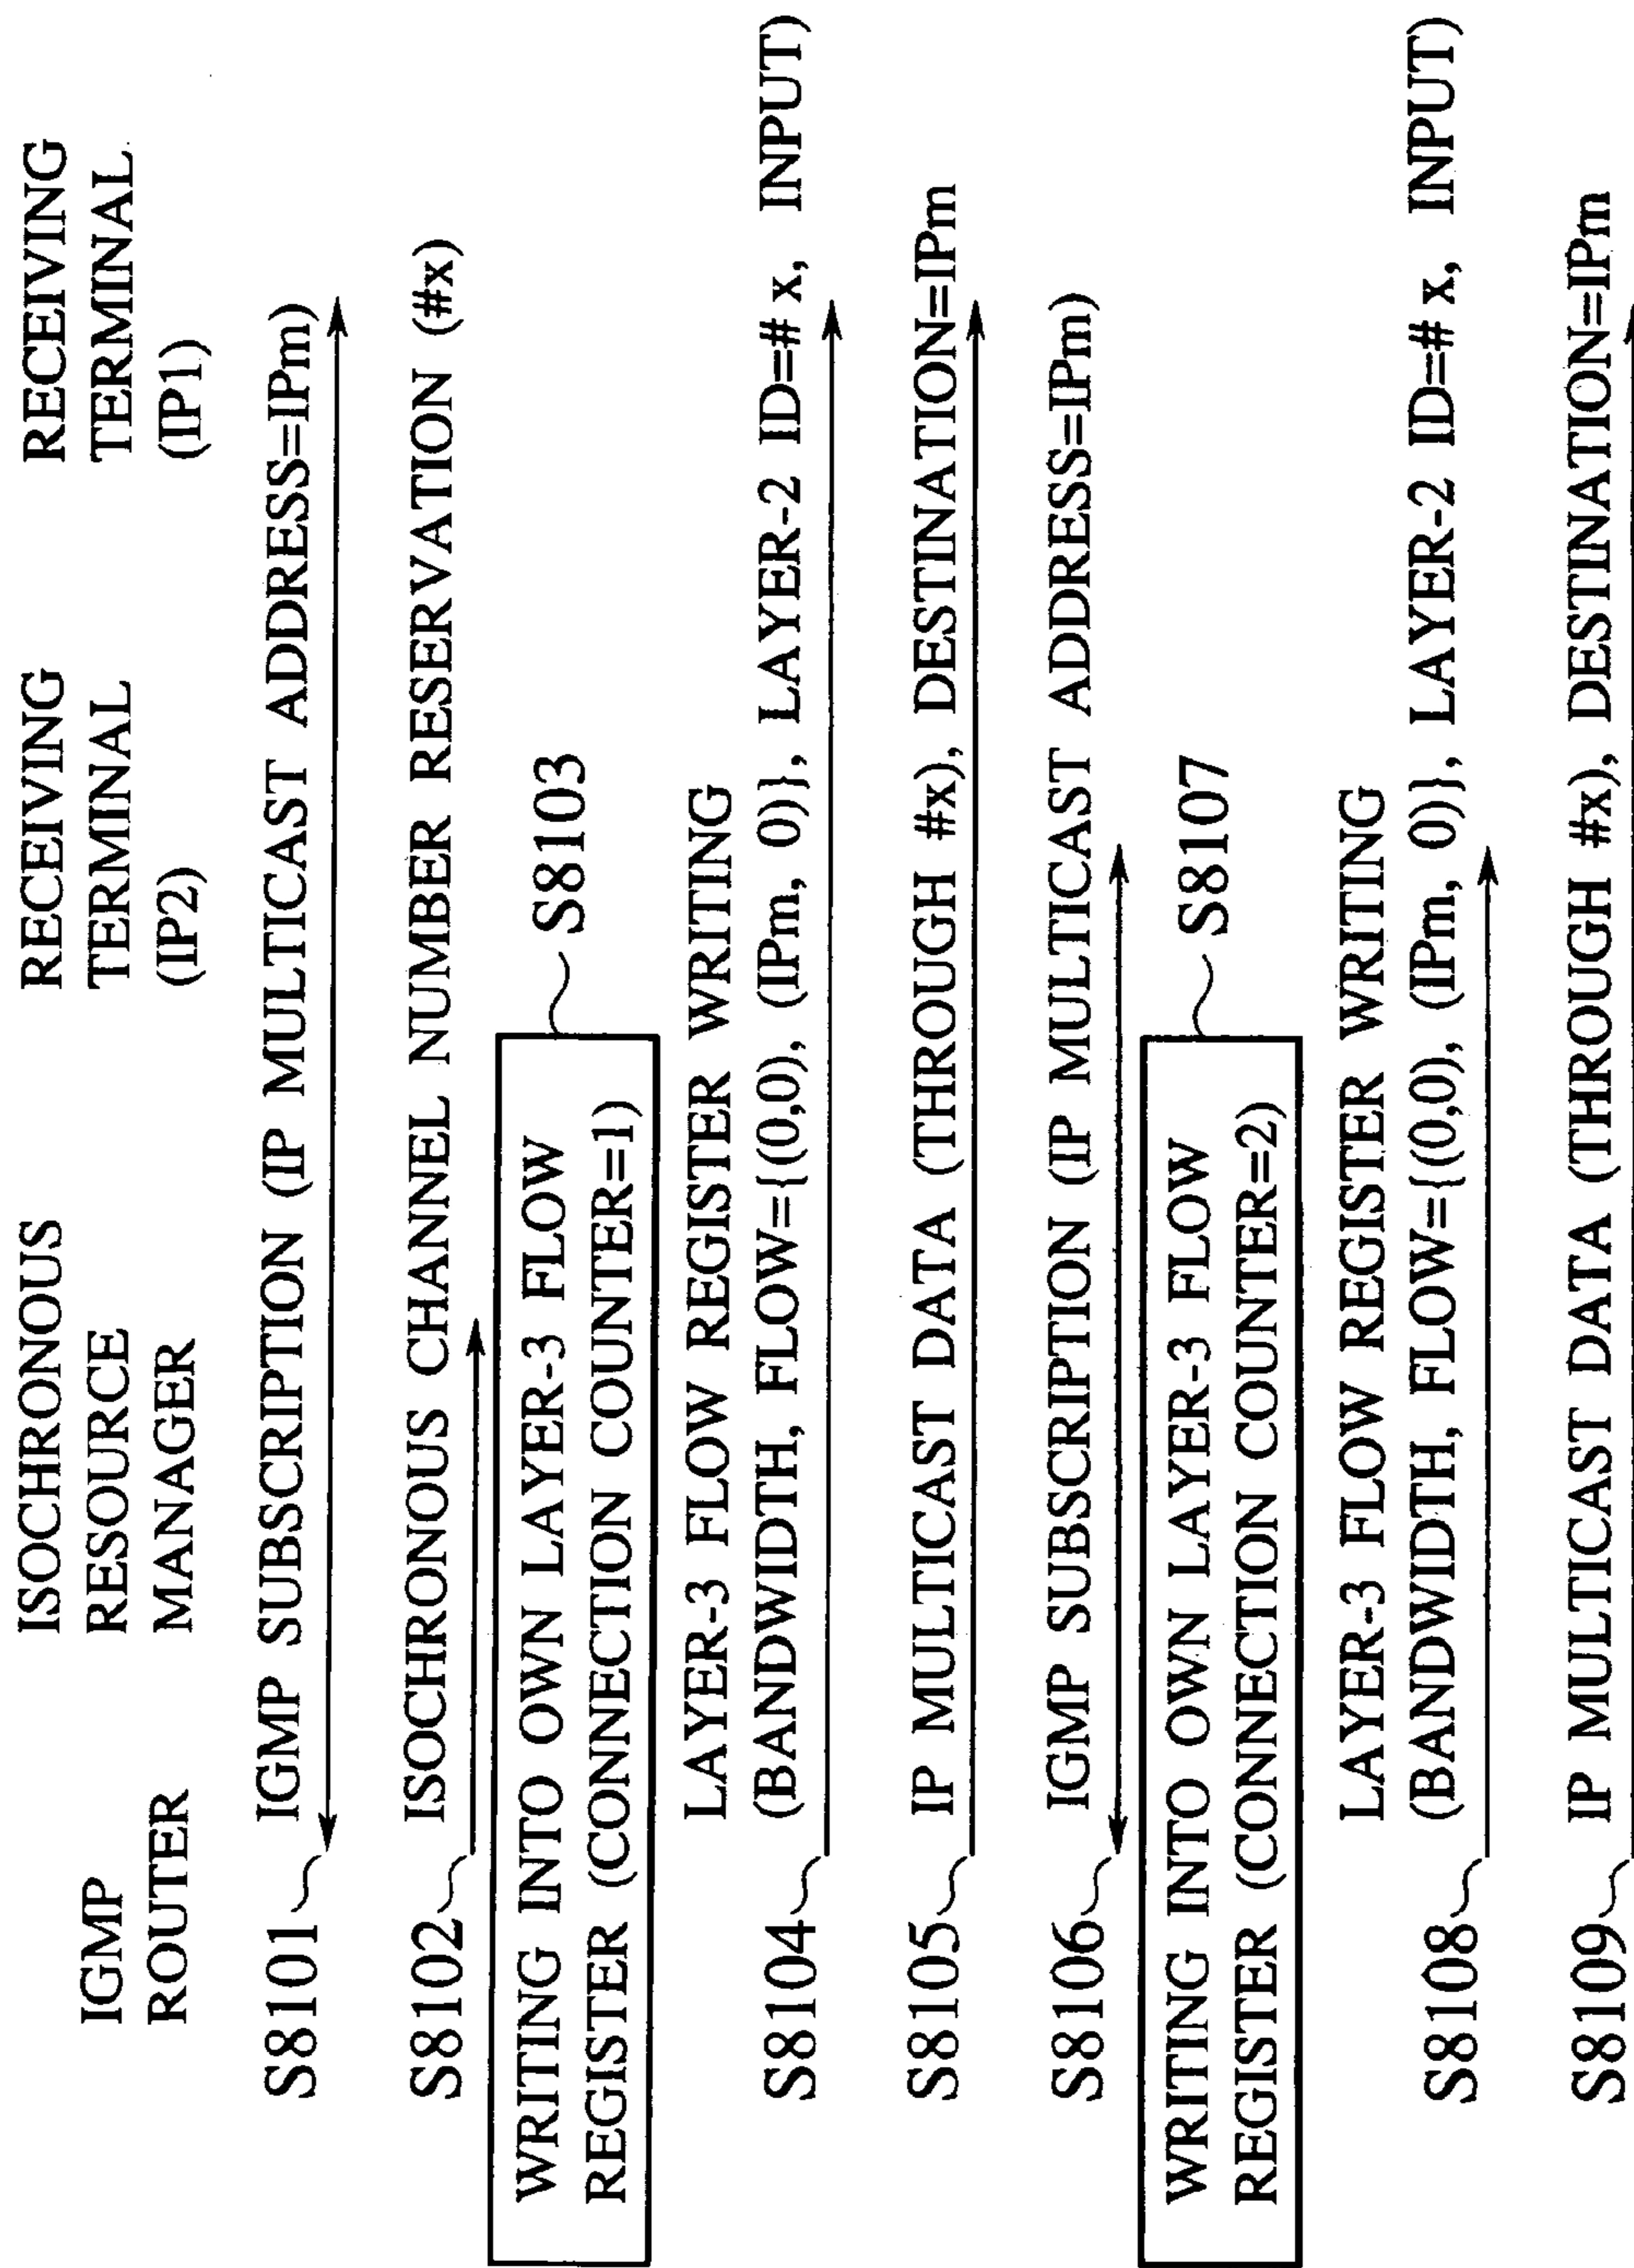 IGMP
ROUTER
ISOCHRONOUS
RESOURCE
MANAGER
RECEIVING
TERMINAL
(IP2)
RECEIVING
TERMINAL
(IP1)
S8101
IGMP SUBSCRIPTION (IP MULTICAST ADDRESS=IPm)
S8102
ISOCHRONOUS CHANNEL NUMBER RESERVATION (#x)
WRITING INTO OWN LAYER-3 FLOW
REGISTER (CONNECTION COUNTER=1)
S8103
LAYER-3 FLOW REGISTER WRITING
(BANDWIDTH, FLOW={(0,0), (IPm, 0)}, LAYER-2 ID=# x, INPUT)
S8104
IP MULTICAST DATA (THROUGH #x), DESTINATION=IPm
S8105
IGMP SUBSCRIPTION (IP MULTICAST ADDRESS=IPm)
S8106
WRITING INTO OWN LAYER-3 FLOW
REGISTER (CONNECTION COUNTER=2)
S8107
LAYER-3 FLOW REGISTER WRITING
(BANDWIDTH, FLOW={(0,0), (IPm, 0)}, LAYER-2 ID=# x, INPUT)
S8108
IP MULTICAST DATA (THROUGH #x), DESTINATION=IPm
S8109